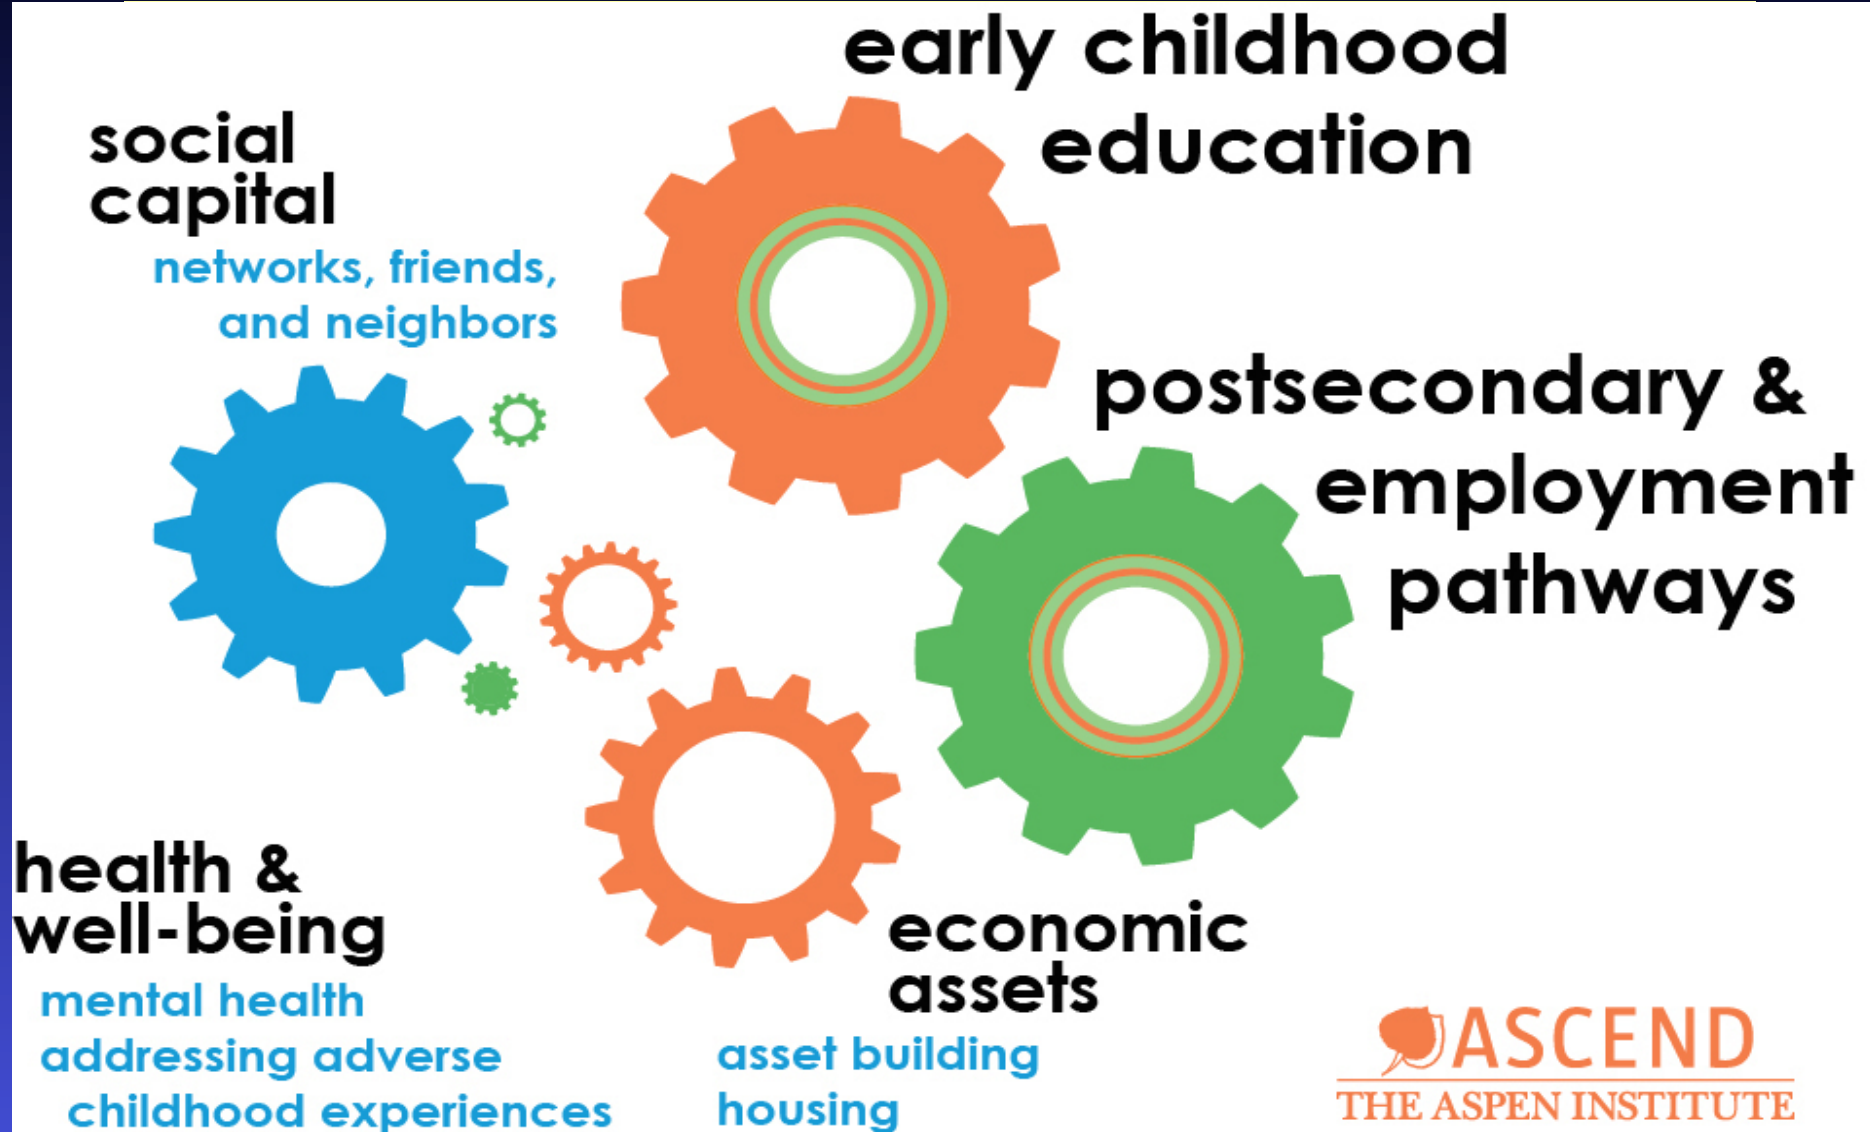 early childhood
education
social
capital
networks, friends,
and neighbors
postsecondary &
employment
pathways
health &
well-being
mental health
addressing adverse
childhood experiences
economic
assets
asset building
housing
ASCEND
THE ASPEN INSTITUTE